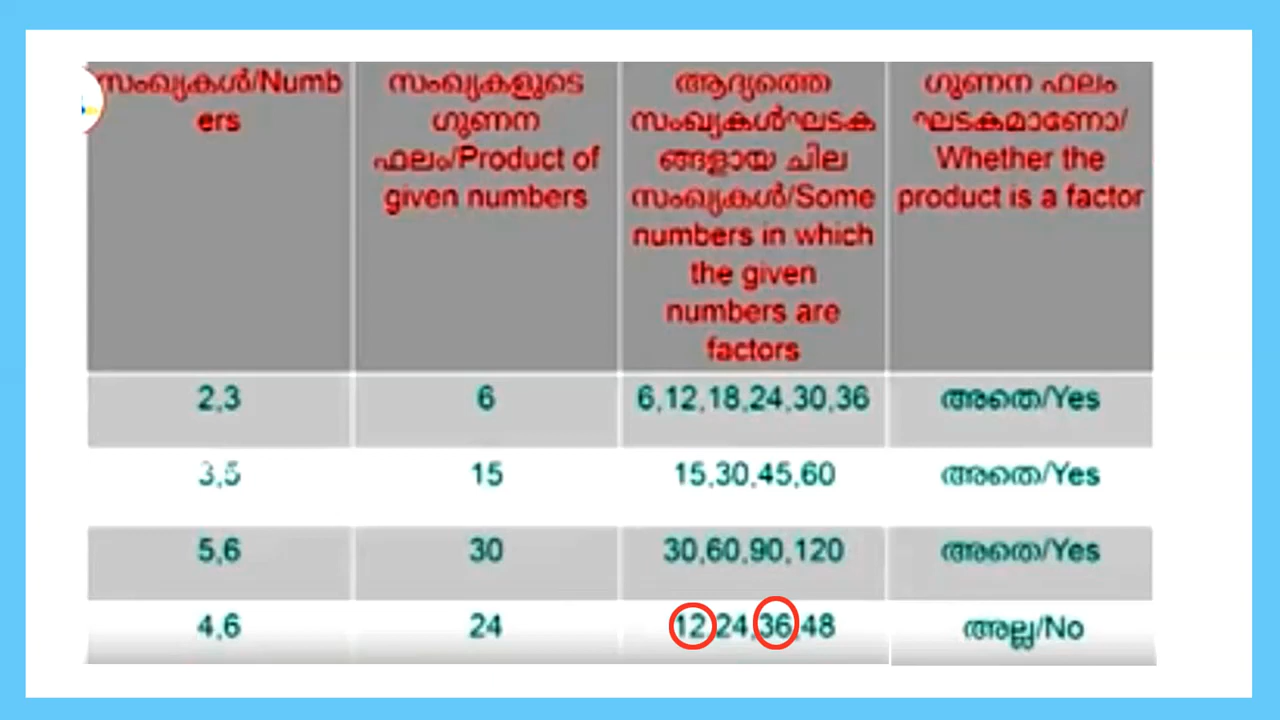 സംഖ്യകൾ/Numb
ers
സംഖ്യകളുടെ
ഗുണന
ഫലം/Product of
given numbers
ആദ്യത്തെ
സംഖ്യകൾഘടക
ങ്ങളായ ചില
സംഖ്യകൾ/Some
numbers in which
the given
numbers are
factors
ഗുണന ഫലം
ഘടകമാണോ/
Whether the
product is a factor
2,3 6 6,12,18,24,30,36 അതെ/Yes
3,5 15 15,30,45,60 അതെ/Yes
5,6 30 30,60,90,120 അതെ/Yes
4,6 24 12,24,36,48 അല്ല/No